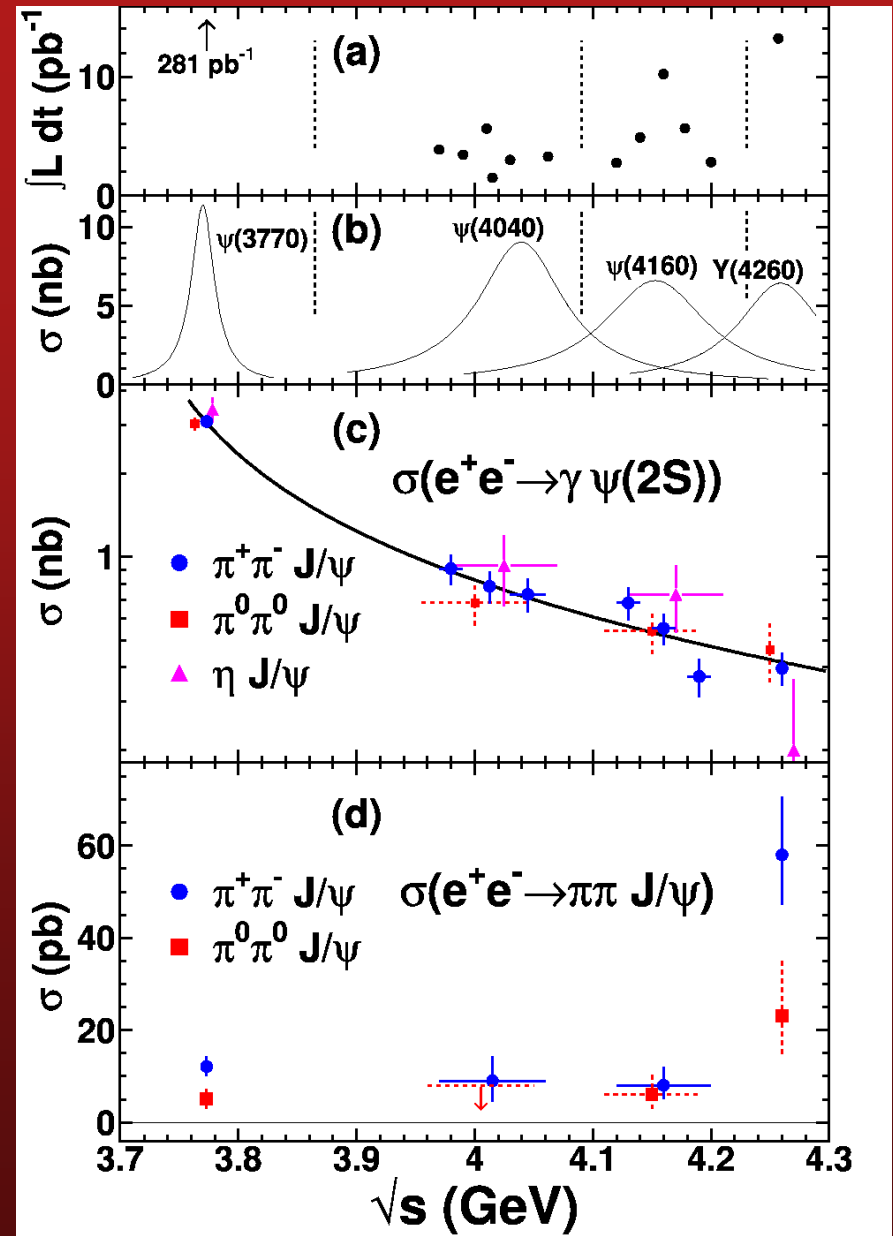 ∫L dt (pb⁻¹)
10
0
281 pb⁻¹
(a)
σ (nb)
10
5
0
ψ(3770)
(b)
ψ(4040)
ψ(4160)
Y(4260)
σ (nb)
1
(c)
σ(e⁺e⁻→γ ψ(2S))
π⁺π⁻ J/ψ
π⁰π⁰ J/ψ
η J/ψ
σ (pb)
60
40
20
0
(d)
π⁺π⁻ J/ψ
σ(e⁺e⁻→ππ J/ψ)
π⁰π⁰ J/ψ
3.7 3.8 3.9 4 4.1 4.2 4.3
√s (GeV)